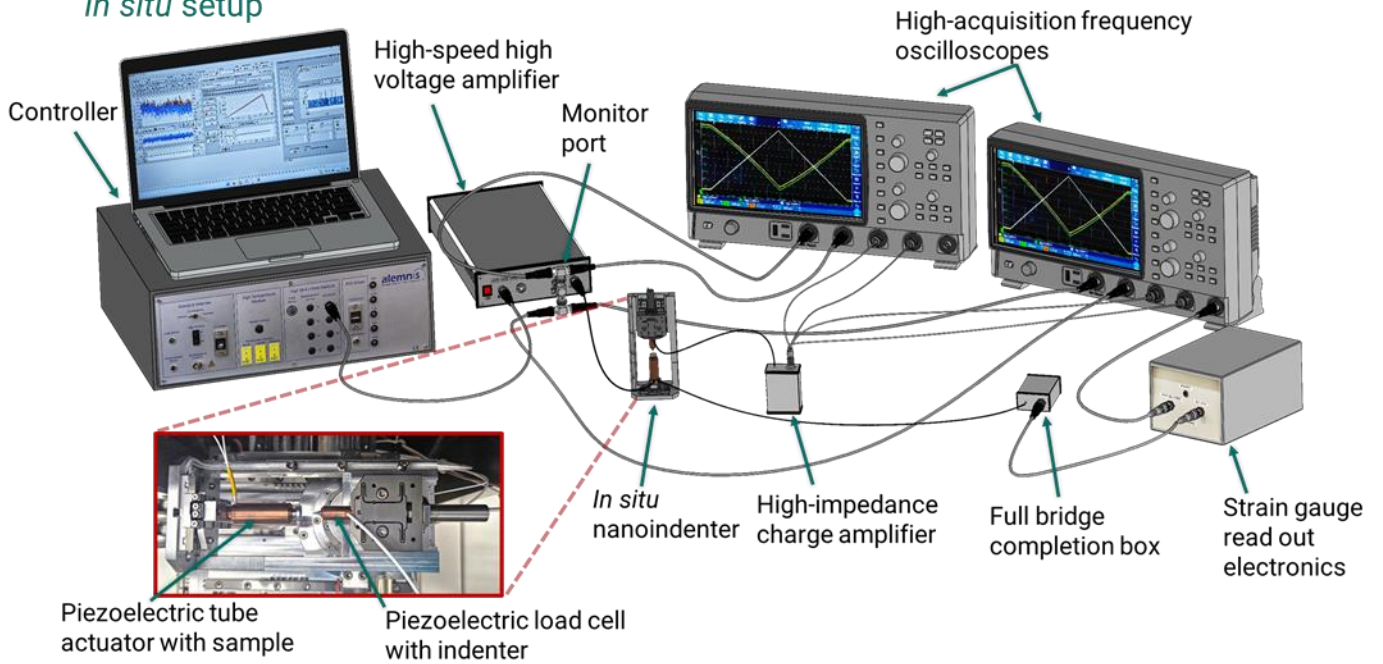 In situ setup
High-acquisition frequency
oscilloscopes
High-speed high
voltage amplifier
Controller
Monitor
port
alemnis
In situ
nanoindenter
High-impedance
charge amplifier
Full bridge
completion box
Strain gauge
read out
electronics
Piezoelectric tube
actuator with sample
Piezoelectric load cell
with indenter